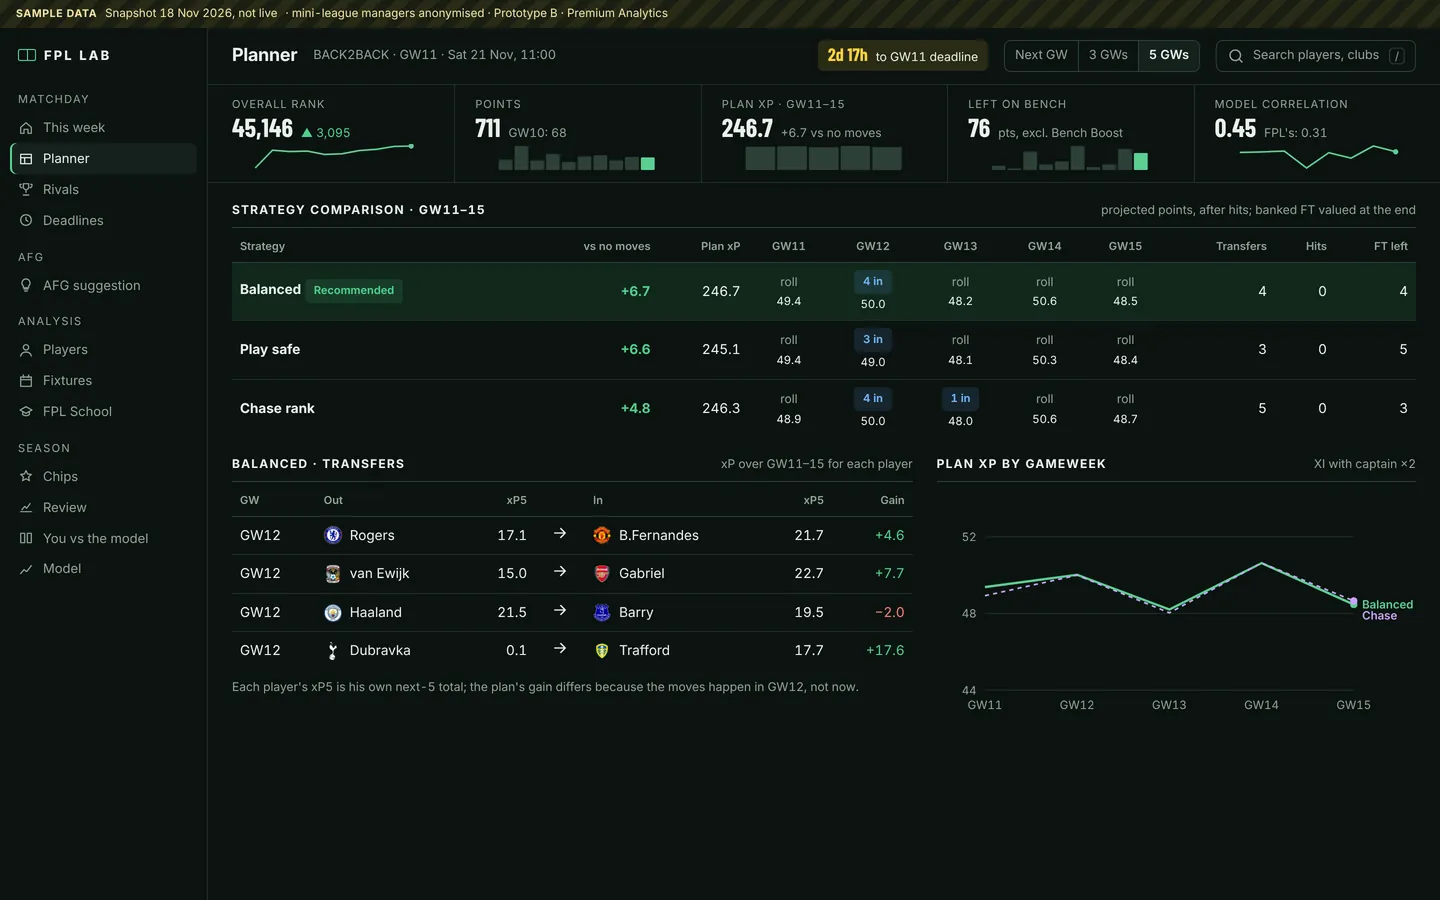 SAMPLE DATA Snapshot 18 Nov 2026, not live · mini-league managers anonymised · Prototype B · Premium Analytics
FPL LAB
MATCHDAY
This week
Planner
Rivals
Deadlines
AFG
AFG suggestion
ANALYSIS
Players
Fixtures
FPL School
SEASON
Chips
Review
You vs the model
Model
Planner BACK2BACK · GW11 · Sat 21 Nov, 11:00
2d 17h to GW11 deadline
Next GW 3 GWs 5 GWs
Search players, clubs /
OVERALL RANK
45,146 ▲ 3,095
POINTS
711 GW10: 68
PLAN XP · GW11–15
246.7 +6.7 vs no moves
LEFT ON BENCH
76 pts, excl. Bench Boost
MODEL CORRELATION
0.45 FPL's: 0.31
STRATEGY COMPARISON · GW11–15 projected points, after hits; banked FT valued at the end
Strategy vs no moves Plan xP GW11 GW12 GW13 GW14 GW15 Transfers Hits FT left
Balanced Recommended +6.7 246.7 roll 49.4 4 in 50.0 roll 48.2 roll 50.6 roll 48.5 4 0 4
Play safe +6.6 245.1 roll 49.4 3 in 49.0 roll 48.1 roll 50.3 roll 48.4 3 0 5
Chase rank +4.8 246.3 roll 48.9 4 in 50.0 1 in 48.0 roll 50.6 roll 48.7 5 0 3
BALANCED · TRANSFERS xP over GW11–15 for each player
GW Out xP5 In xP5 Gain
GW12 Rogers 17.1 → B.Fernandes 21.7 +4.6
GW12 van Ewijk 15.0 → Gabriel 22.7 +7.7
GW12 Haaland 21.5 → Barry 19.5 −2.0
GW12 Dubravka 0.1 → Trafford 17.7 +17.6
Each player's xP5 is his own next-5 total; the plan's gain differs because the moves happen in GW12, not now.
PLAN XP BY GAMEWEEK XI with captain ×2
52
48
44
Balanced
Chase
GW11 GW12 GW13 GW14 GW15